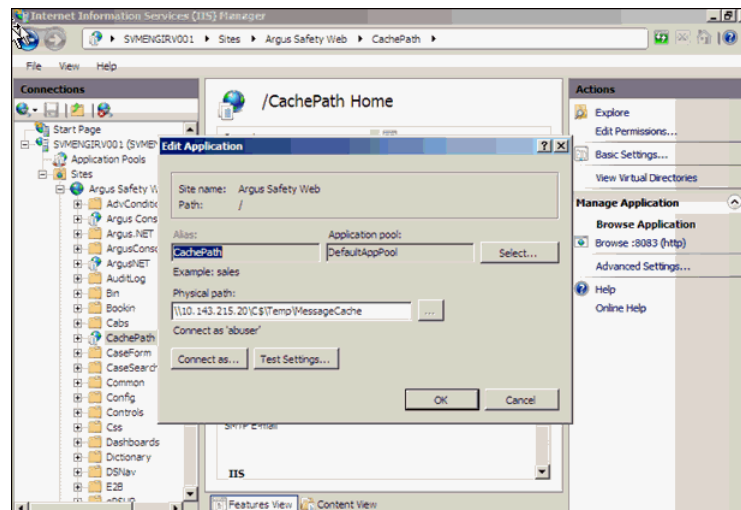 Internet Information Services (IIS) Manager
SVMENGIRV001 Sites Argus Safety Web CachePath
File View Help
Connections
Start Page
SVMENGIRV001 (SVMEN
Application Pools
Sites
Argus Safety W
AdvConditio
Argus Cons
Argus.NET
ArgusConso
ArgusNET
AuditLog
Bin
Bookin
Cabs
CachePath
CaseForm
CaseSearch
Common
Config
Controls
Css
Dashboards
Dictionary
DSNav
E2B
/CachePath Home
Edit Application
Site name: Argus Safety Web
Path: /
Alias:
Application pool:
CachePath
DefaultAppPool
Select...
Example: sales
Physical path:
\\10.143.215.20\C$\Temp\MessageCache
...
Connect as 'abuser'
Connect as...
Test Settings...
OK
Cancel
SMTP E-mail
IIS
Features View
Content View
Actions
Explore
Edit Permissions...
Basic Settings...
View Virtual Directories
Manage Application
Browse Application
Browse :8083 (http)
Advanced Settings...
Help
Online Help